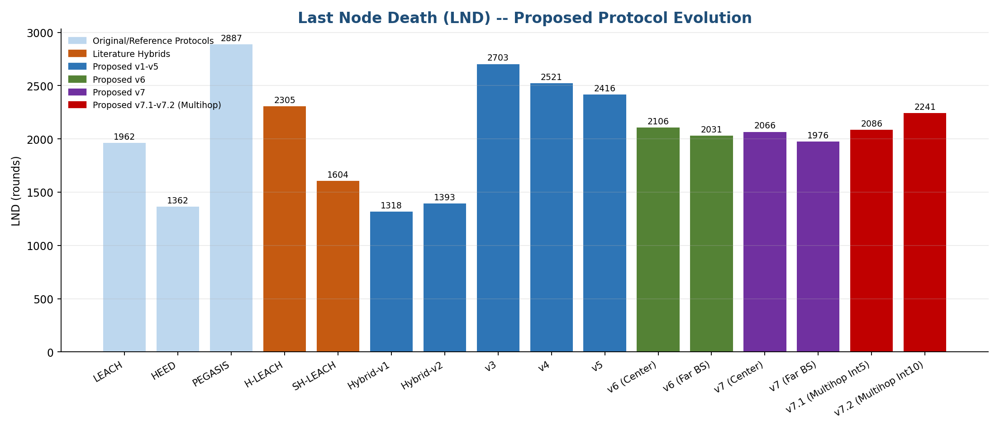 Last Node Death (LND) -- Proposed Protocol Evolution
LND (rounds)
3000
2500
2000
1500
1000
500
0
Original/Reference Protocols
Literature Hybrids
Proposed v1-v5
Proposed v6
Proposed v7
Proposed v7.1-v7.2 (Multihop)
1962
1362
2887
2305
1604
1318
1393
2703
2521
2416
2106
2031
2066
1976
2086
2241
LEACH
HEED
PEGASIS
H-LEACH
SH-LEACH
Hybrid-v1
Hybrid-v2
v3
v4
v5
v6 (Center)
v6 (Far BS)
v7 (Center)
v7 (Far BS)
v7.1 (Multihop Int5)
v7.2 (Multihop Int10)